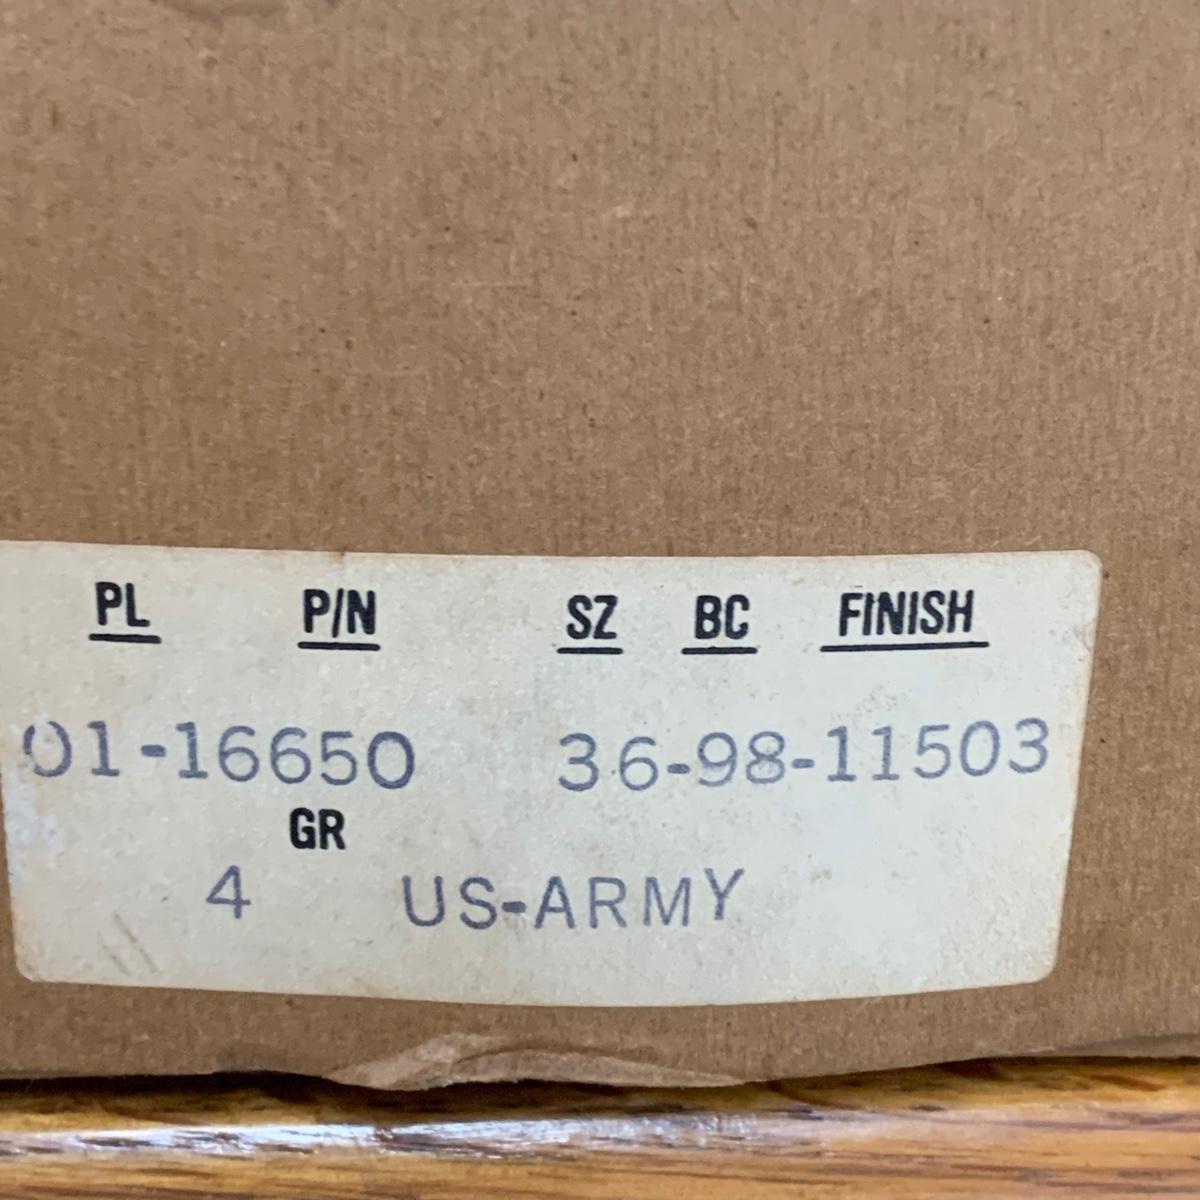 PL P/N SZ BC FINISH
01-16650 36-98-11503
GR
4 US-ARMY